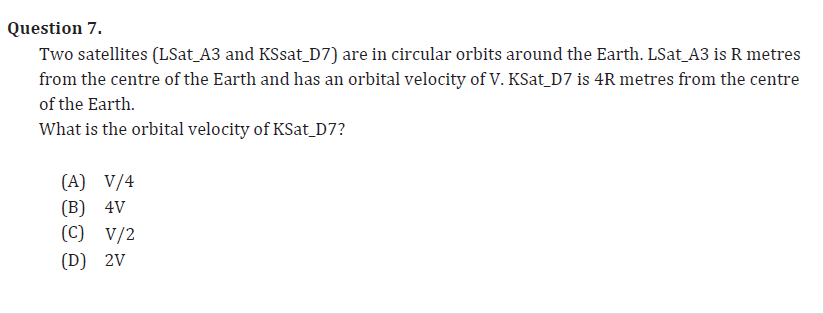 Question 7.
Two satellites (LSat_A3 and KSsat_D7) are in circular orbits around the Earth. LSat_A3 is R metres
from the centre of the Earth and has an orbital velocity of V. KSat_D7 is 4R metres from the centre
of the Earth.
What is the orbital velocity of KSat_D7?
(A) V/4
(B) 4V
(C) V/2
(D) 2V